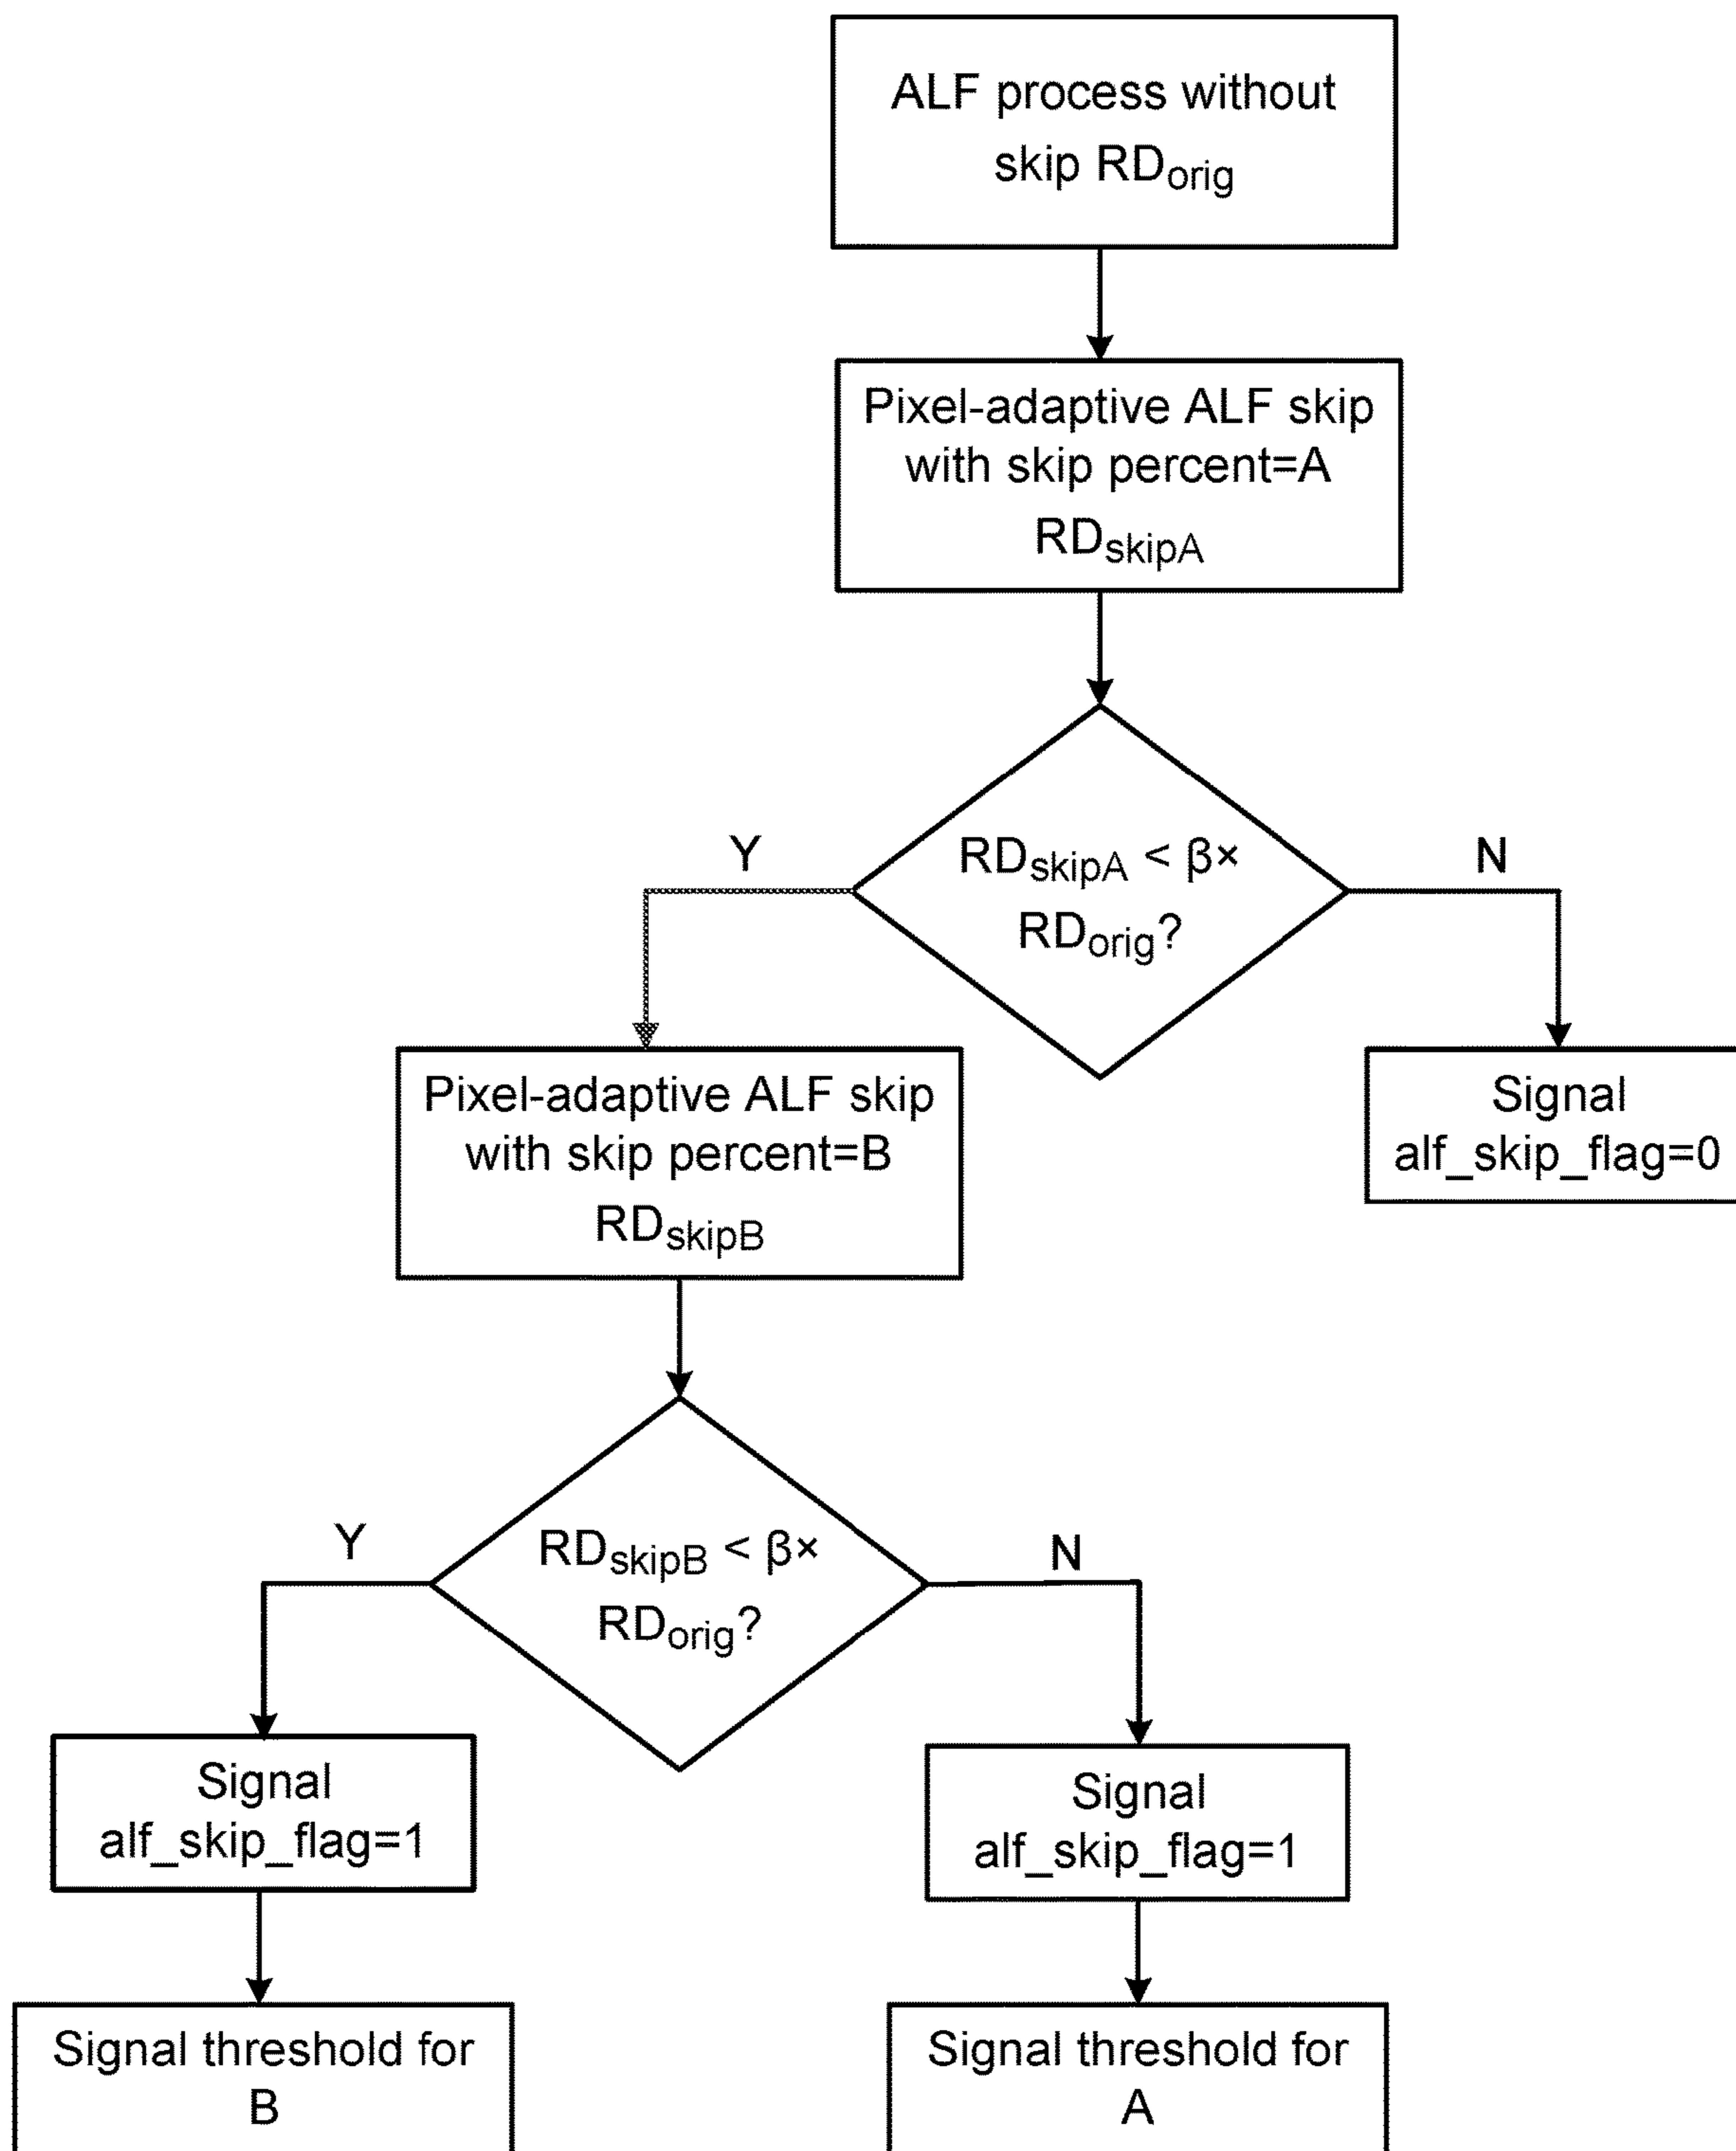 ALF process without
skip RDorig
Pixel-adaptive ALF skip
with skip percent=A
RDskipA
Y
RDskipA < β×
RDorig?
N
Pixel-adaptive ALF skip
with skip percent=B
RDskipB
Signal
alf_skip_flag=0
Y
RDskipB < β×
RDorig?
N
Signal
alf_skip_flag=1
Signal
alf_skip_flag=1
Signal threshold for
B
Signal threshold for
A